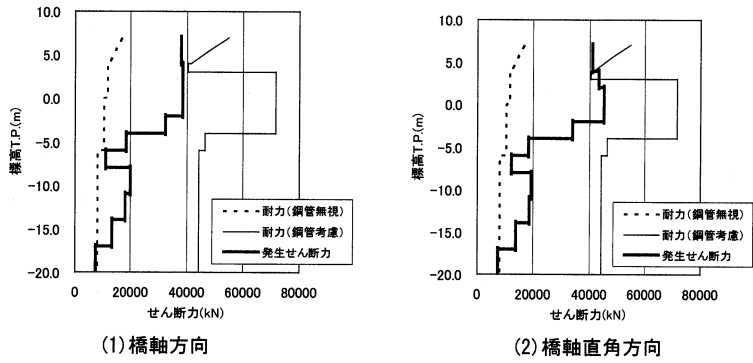 10.0
5.0
0.0
-5.0
-10.0
-15.0
-20.0
標高T.P.(m)
0 20000 40000 60000 80000
せん断力(kN)
耐力(鋼管無視)
耐力(鋼管考慮)
発生せん断力
(1)橋軸方向
10.0
5.0
0.0
-5.0
-10.0
-15.0
-20.0
標高T.P.(m)
0 20000 40000 60000 80000
せん断力(kN)
耐力(鋼管無視)
耐力(鋼管考慮)
発生せん断力
(2)橋軸直角方向